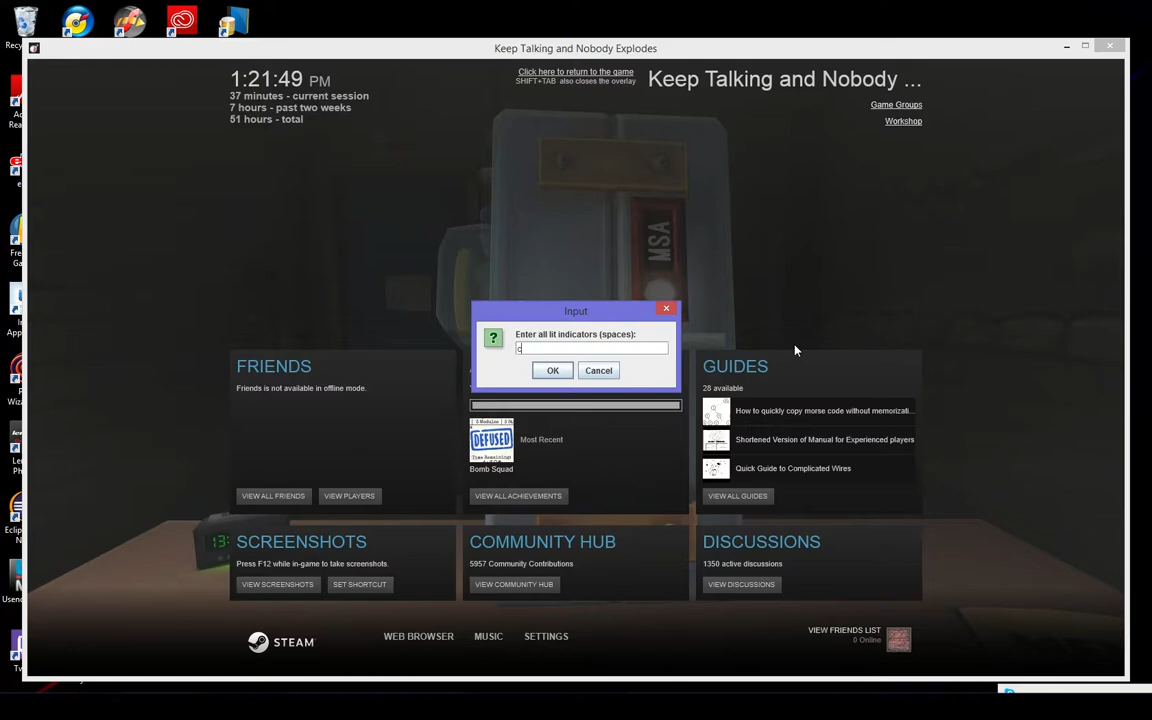 Keep Talking and Nobody Explodes
1:21:49 PM
37 minutes - current session
7 hours - past two weeks
51 hours - total
Click here to return to the game
SHIFT+TAB also closes the overlay
Keep Talking and Nobody ...
Game Groups
Workshop
MSA
Input
Enter all lit indicators (spaces):
c
OK
Cancel
FRIENDS
Friends is not available in offline mode.
VIEW ALL FRIENDS
VIEW PLAYERS
DEFUSED
Most Recent
Bomb Squad
VIEW ALL ACHIEVEMENTS
GUIDES
28 available
How to quickly copy morse code without memorizati...
Shortened Version of Manual for Experienced players
Quick Guide to Complicated Wires
VIEW ALL GUIDES
SCREENSHOTS
Press F12 while in-game to take screenshots.
VIEW SCREENSHOTS
SET SHORTCUT
COMMUNITY HUB
5957 Community Contributions
VIEW COMMUNITY HUB
DISCUSSIONS
1350 active discussions
VIEW DISCUSSIONS
STEAM
WEB BROWSER
MUSIC
SETTINGS
VIEW FRIENDS LIST
0 Online